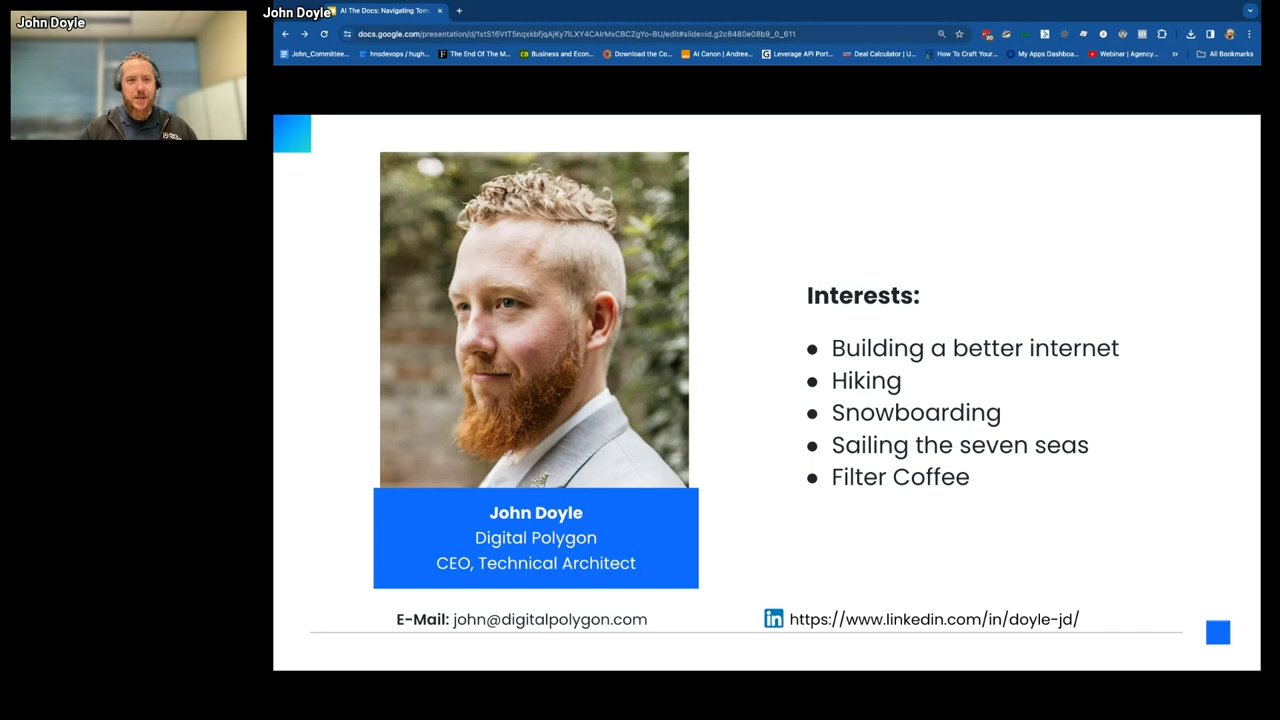 John Doyle
John Doyle
AI The Docs: Navigating Tom
docs.google.com/presentation/d/1xtS16VtT5nqxkbfjqAjKy7lLXY4CAIrMxCBCZgYo-BU/edit#slide=id.g2c8480e08b9_0_611
John_Committee... hnsdevops / hugh... The End Of The M... Business and Econ... Download the Co... AI Canon | Andree... Leverage API Port... Deal Calculator | U... How To Craft Your... My Apps Dashboa... Webinar | Agency... » All Bookmarks
Interests:
● Building a better internet
● Hiking
● Snowboarding
● Sailing the seven seas
● Filter Coffee
John Doyle
Digital Polygon
CEO, Technical Architect
E-Mail: john@digitalpolygon.com
https://www.linkedin.com/in/doyle-jd/